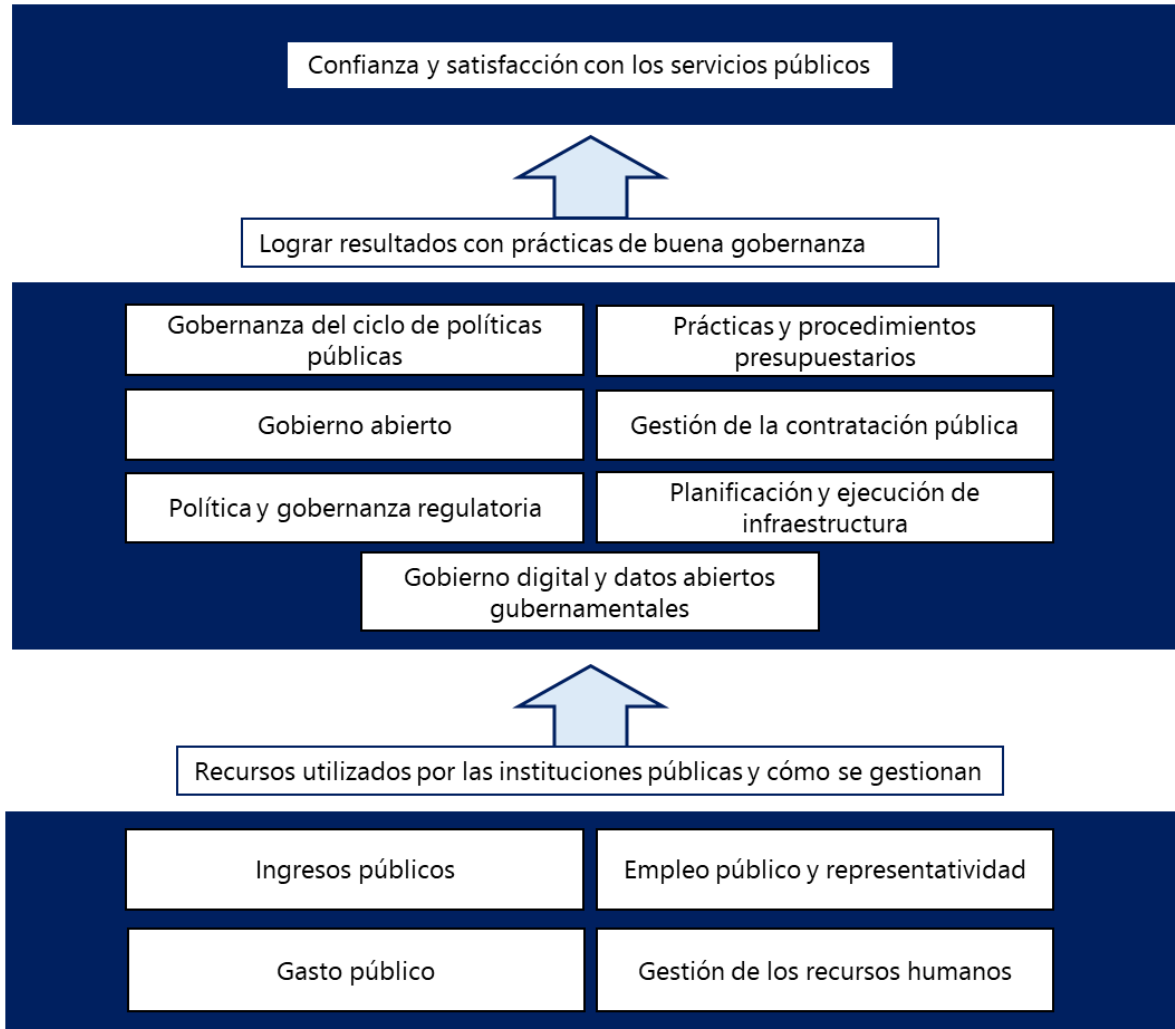 Confianza y satisfacción con los servicios públicos
Lograr resultados con prácticas de buena gobernanza
Gobernanza del ciclo de políticas
públicas
Prácticas y procedimientos
presupuestarios
Gobierno abierto
Gestión de la contratación pública
Política y gobernanza regulatoria
Planificación y ejecución de
infraestructura
Gobierno digital y datos abiertos
gubernamentales
Recursos utilizados por las instituciones públicas y cómo se gestionan
Ingresos públicos
Empleo público y representatividad
Gasto público
Gestión de los recursos humanos